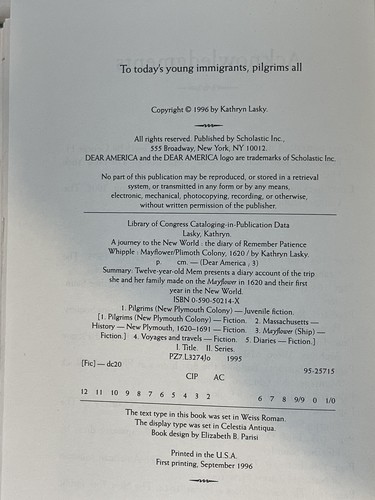 To today's young immigrants, pilgrims all
Copyright © 1996 by Kathryn Lasky.
All rights reserved. Published by Scholastic Inc.,
555 Broadway, New York, NY 10012.
DEAR AMERICA and the DEAR AMERICA logo are trademarks of Scholastic Inc.
No part of this publication may be reproduced, or stored in a retrieval
system, or transmitted in any form or by any means,
electronic, mechanical, photocopying, recording, or otherwise,
without written permission of the publisher.
Library of Congress Cataloging-in-Publication Data
Lasky, Kathryn.
A journey to the New World : the diary of Remember Patience
Whipple : Mayflower/Plimoth Colony, 1620 / by Kathryn Lasky.
p. cm. — (Dear America ; 3)
Summary: Twelve-year-old Mem presents a diary account of the trip
she and her family made on the Mayflower in 1620 and their first
year in the New World.
ISBN 0-590-50214-X
1. Pilgrims (New Plymouth Colony) — Juvenile fiction.
[1. Pilgrims (New Plymouth Colony) — Fiction. 2. Massachusetts —
History — New Plymouth, 1620–1691 — Fiction. 3. Mayflower (Ship) —
Fiction.] 4. Voyages and travels — Fiction. 5. Diaries — Fiction.]
I. Title. II. Series.
PZ7.L3274Jo 1995
[Fic] — dc20 95-25715
CIP AC
12 11 10 9 8 7 6 5 4 3 2 6 7 8 9/9 0 1/0
The text type in this book was set in Weiss Roman.
The display type was set in Celestia Antiqua.
Book design by Elizabeth B. Parisi
Printed in the U.S.A.
First printing, September 1996